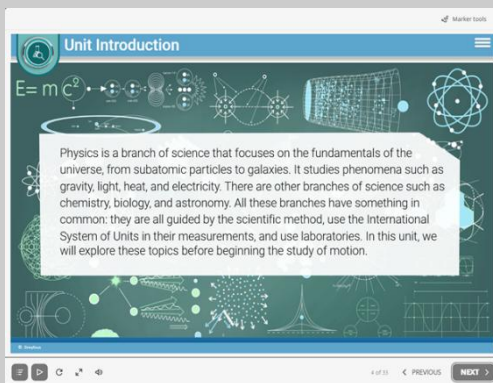 Marker tools
Unit Introduction
E= m c²
Physics is a branch of science that focuses on the fundamentals of the
universe, from subatomic particles to galaxies. It studies phenomena such as
gravity, light, heat, and electricity. There are other branches of science such as
chemistry, biology, and astronomy. All these branches have something in
common: they are all guided by the scientific method, use the International
System of Units in their measurements, and use laboratories. In this unit, we
will explore these topics before beginning the study of motion.
PREVIOUS
NEXT